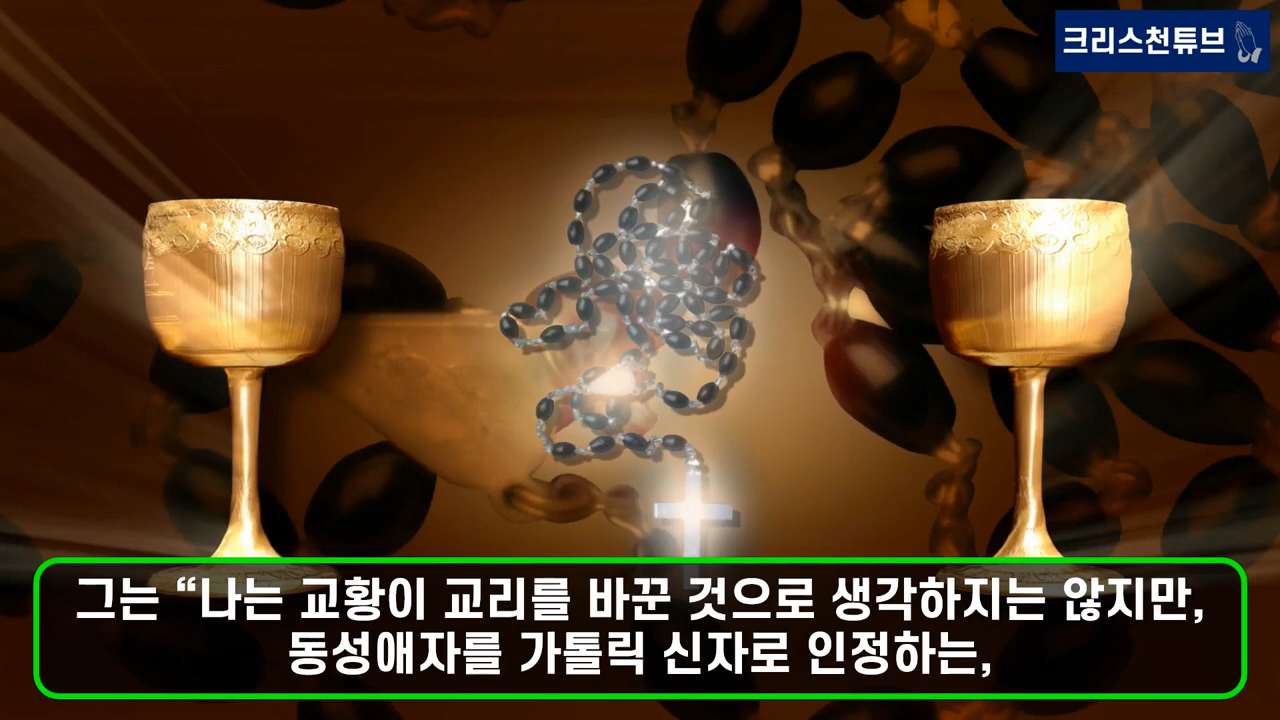 크리스천튜브
그는 “나는 교황이 교리를 바꾼 것으로 생각하지는 않지만,
동성애자를 가톨릭 신자로 인정하는,